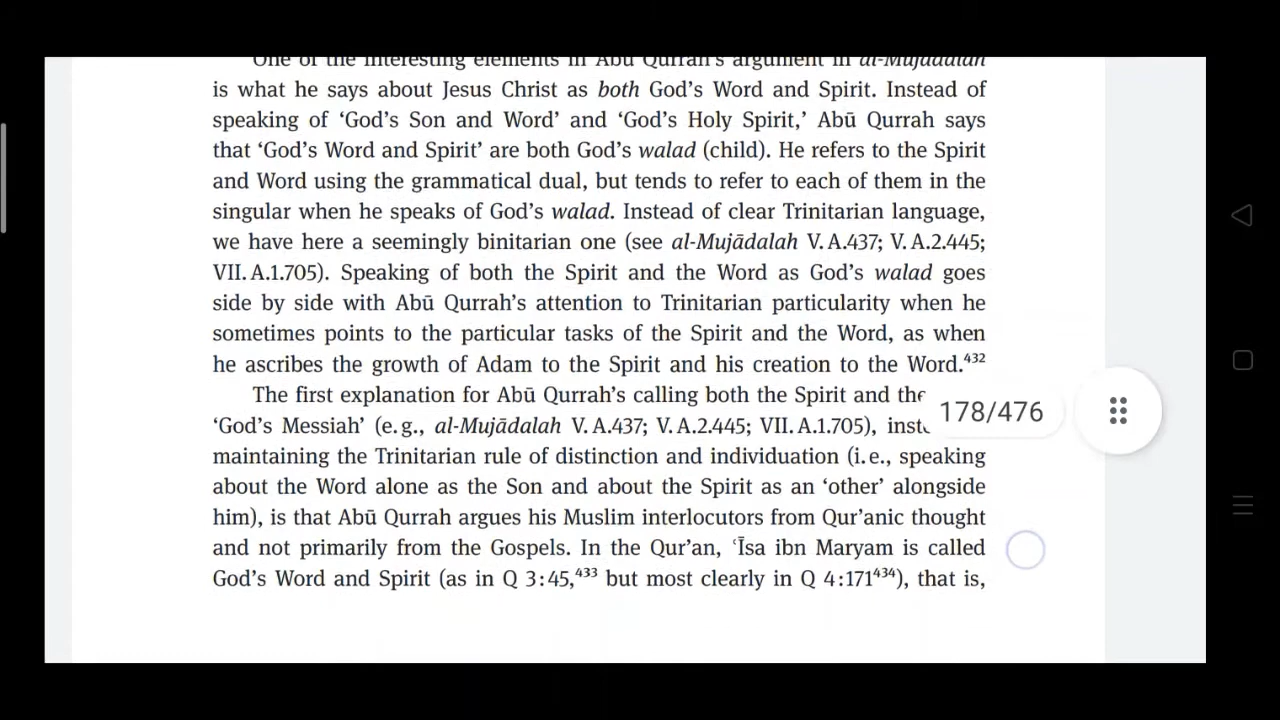 One of the interesting elements in Abū Qurrah's argument in al-Mujādalah
is what he says about Jesus Christ as both God's Word and Spirit. Instead of
speaking of ‘God's Son and Word’ and ‘God's Holy Spirit,’ Abū Qurrah says
that ‘God's Word and Spirit’ are both God's walad (child). He refers to the Spirit
and Word using the grammatical dual, but tends to refer to each of them in the
singular when he speaks of God's walad. Instead of clear Trinitarian language,
we have here a seemingly binitarian one (see al-Mujādalah V. A.437; V. A.2.445;
VII. A.1.705). Speaking of both the Spirit and the Word as God's walad goes
side by side with Abū Qurrah's attention to Trinitarian particularity when he
sometimes points to the particular tasks of the Spirit and the Word, as when
he ascribes the growth of Adam to the Spirit and his creation to the Word.⁴³²
The first explanation for Abū Qurrah's calling both the Spirit and the
‘God's Messiah’ (e. g., al-Mujādalah V. A.437; V. A.2.445; VII. A.1.705),
178/476
maintaining the Trinitarian rule of distinction and individuation (i. e., speaking
about the Word alone as the Son and about the Spirit as an ‘other’ alongside
him), is that Abū Qurrah argues his Muslim interlocutors from Qur'anic thought
and not primarily from the Gospels. In the Qur'an, ʿĪsa ibn Maryam is called
God's Word and Spirit (as in Q 3:45,⁴³³ but most clearly in Q 4:171⁴³⁴), that is,